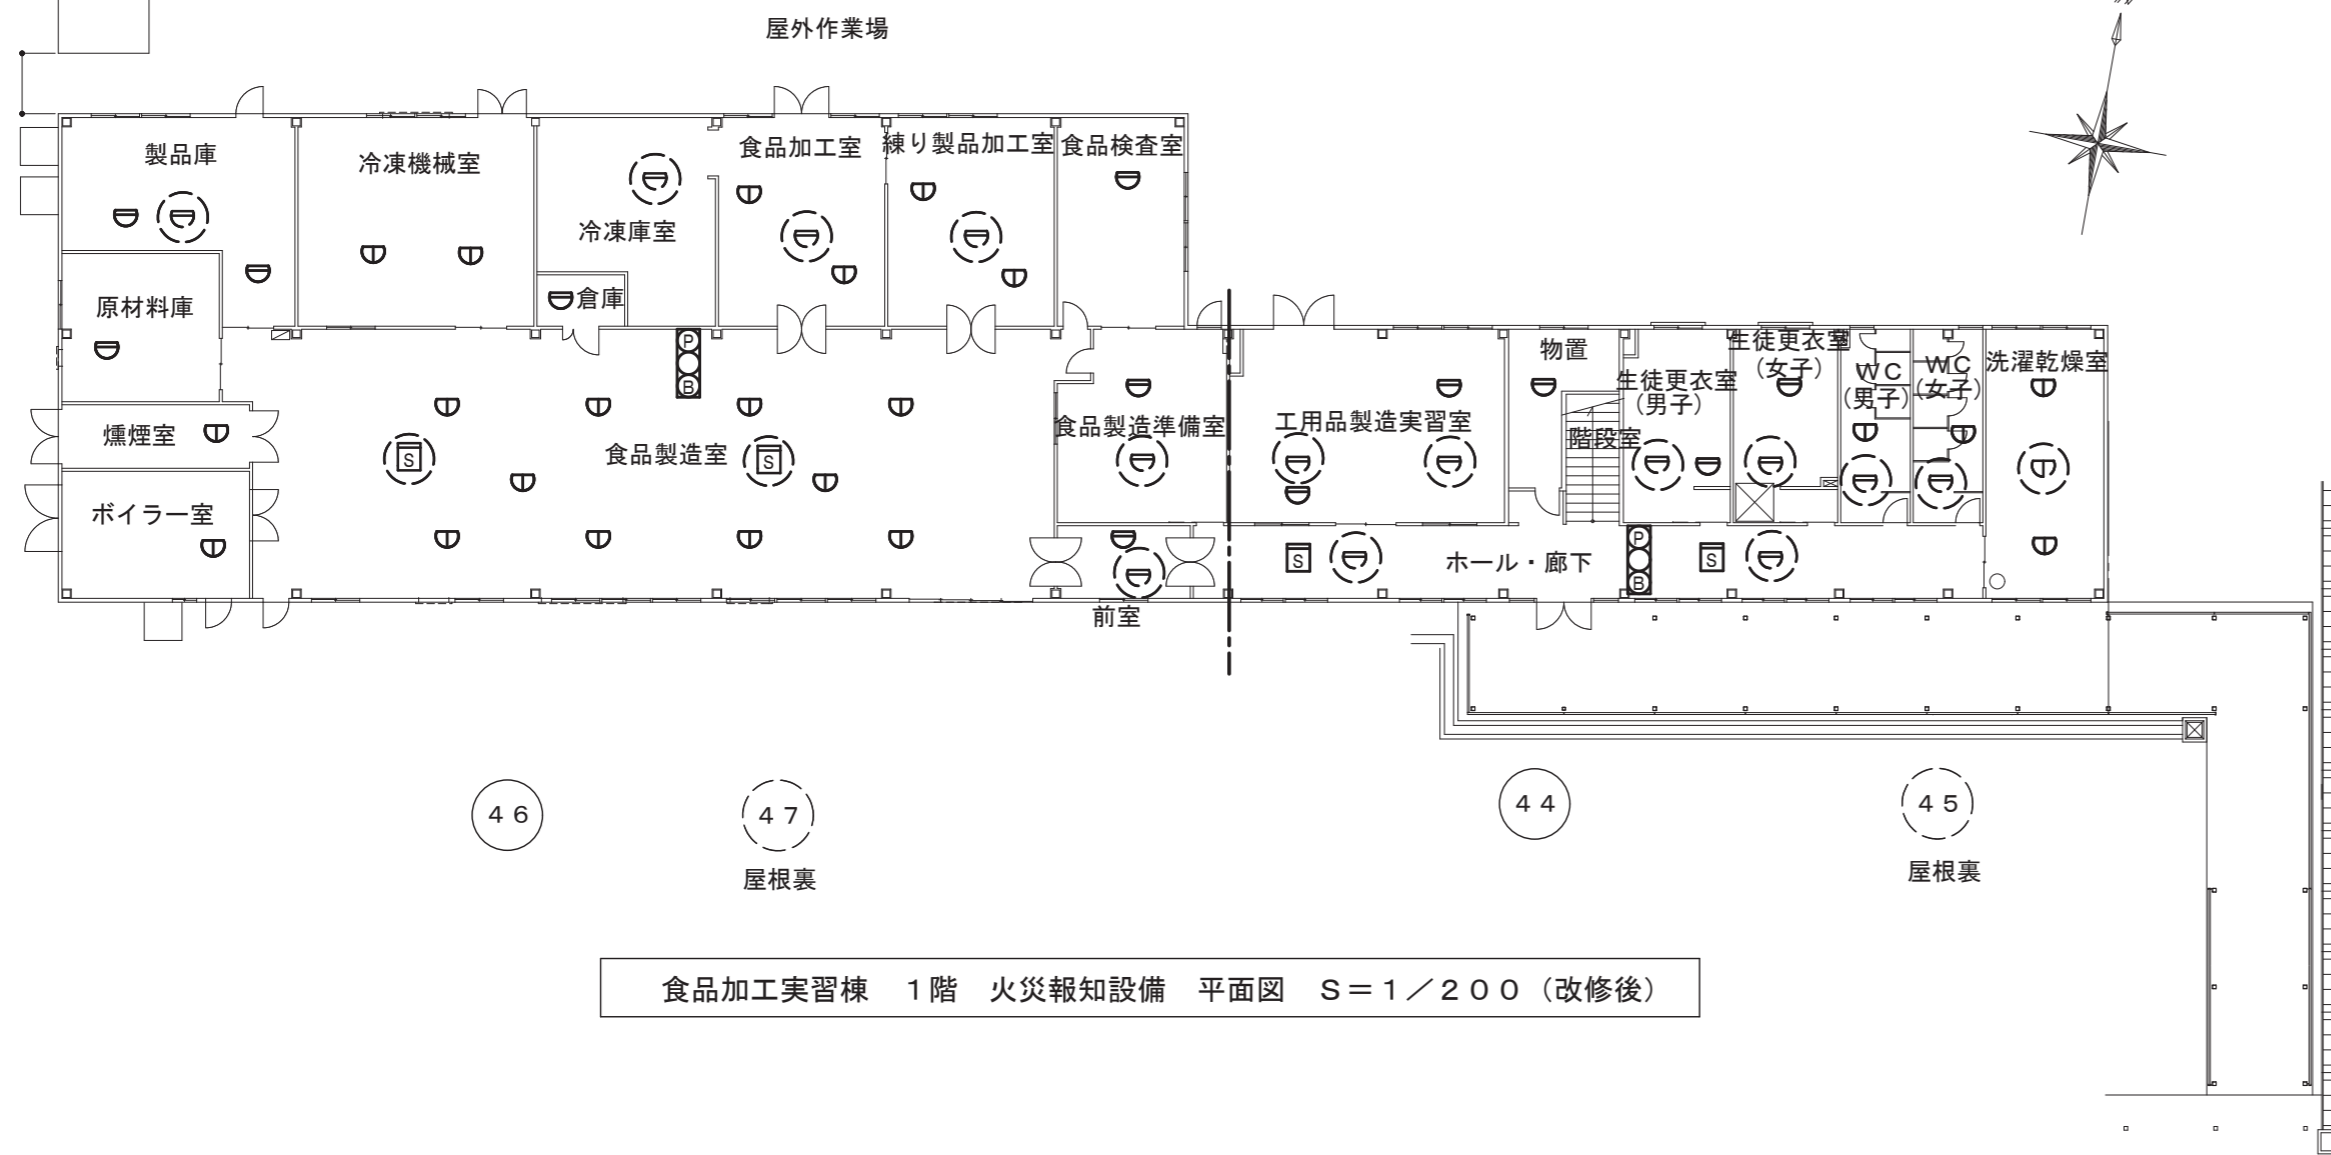 屋外作業場
製品庫
冷凍機械室
冷凍庫室
食品加工室
練り製品加工室
食品検査室
原材料庫
倉庫
P
B
燻煙室
S
食品製造室
S
ボイラー室
食品製造準備室
前室
工用品製造実習室
物置
階段室
生徒更衣室
（男子）
生徒更衣室
（女子）
ＷＣ
（男子）
ＷＣ
（女子）
洗濯乾燥室
S
ホール・廊下
P
B
S
４６
４７
屋根裏
４４
４５
屋根裏
食品加工実習棟　１階　火災報知設備　平面図　Ｓ＝１／２００（改修後）